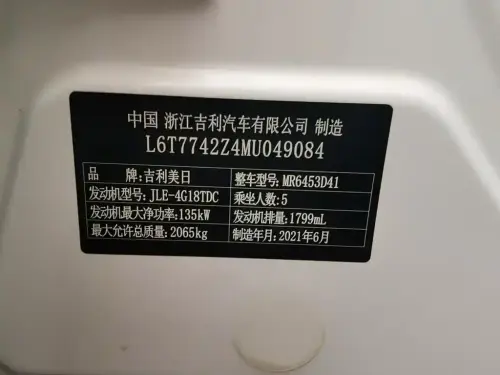 中国 浙江吉利汽车有限公司 制造
L6T7742Z4MU049084
品 牌:吉利美日 整车型号:MR6453D41
发动机型号:JLE-4G18TDC 乘坐人数:5
发动机最大净功率:135kW 发动机排量:1799mL
最大允许总质量:2065kg 制造年月:2021年6月